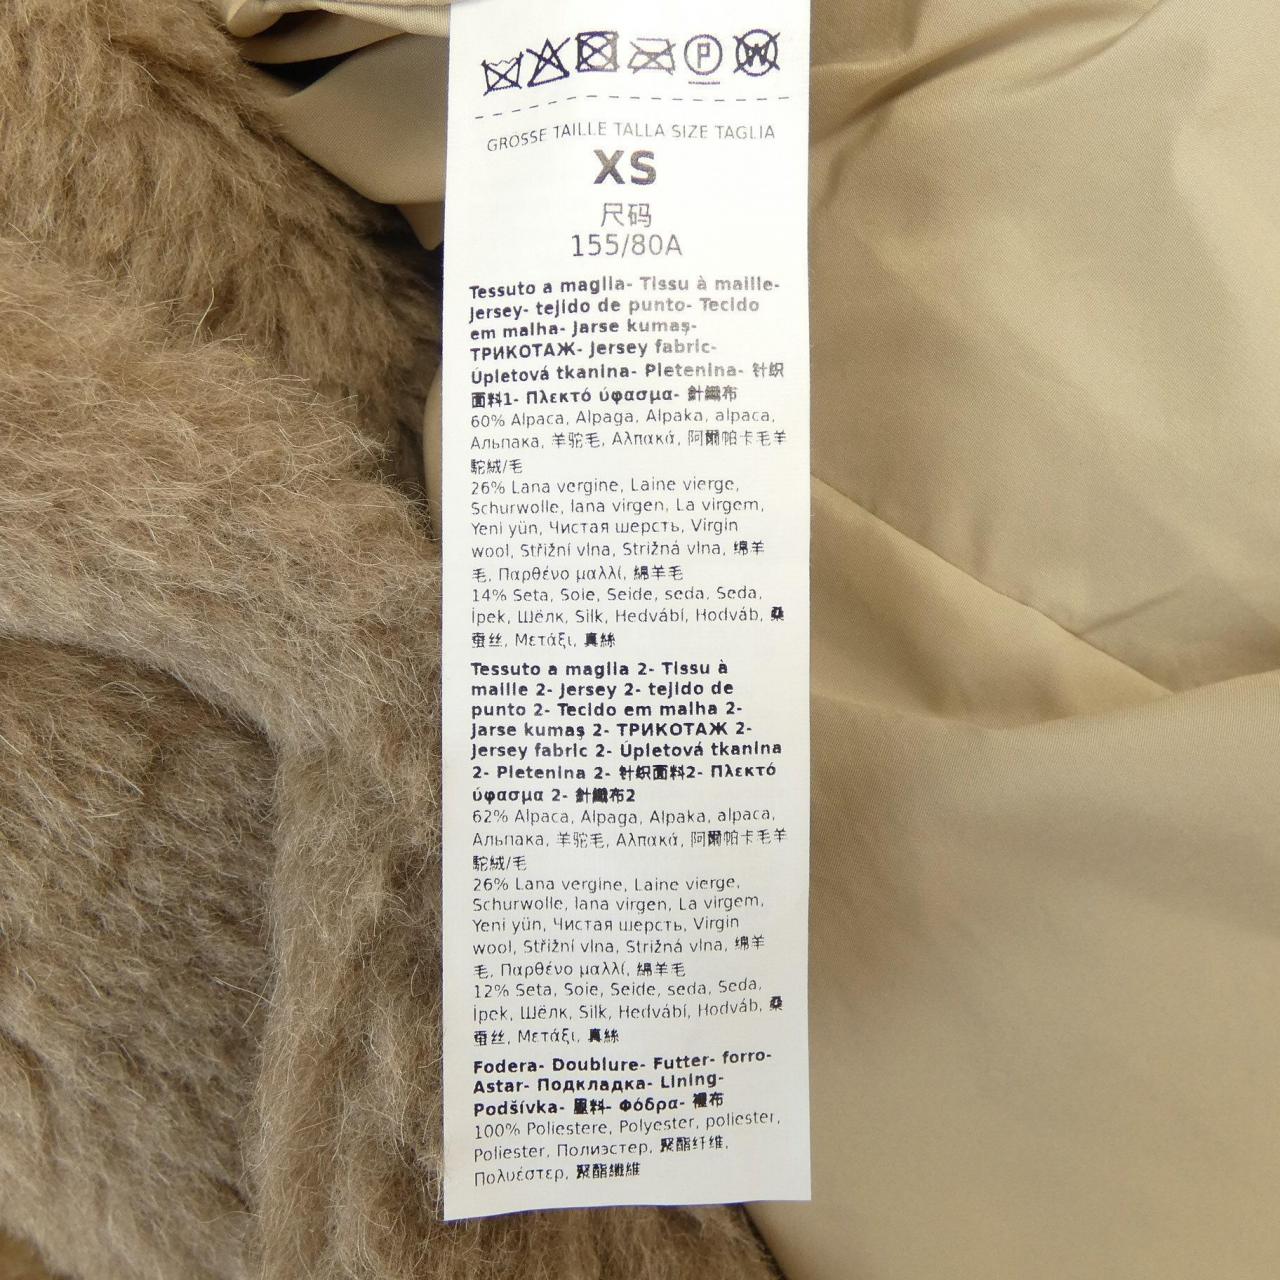 P
W
GROSSE TAILLE TALLA SIZE TAGLIA
XS
尺码
155/80A
Tessuto a maglia- Tissu à maille-
Jersey- tejido de punto- Tecido
em malha- Jarse kumaş-
ТРИКОТАЖ- Jersey fabric-
Úpletová tkanina- Pletenina- 针织
面料1- Πλεκτό ύφασμα- 針織布
60% Alpaca, Alpaga, Alpaka, alpaca,
Альпака, 羊驼毛, Αλπακά, 阿爾帕卡毛羊
駝絨/毛
26% Lana vergine, Laine vierge,
Schurwolle, lana virgen, La virgem,
Yeni yün, Чистая шерсть, Virgin
wool, Střižní vlna, Strižná vlna, 绵羊
毛, Παρθένο μαλλί, 綿羊毛
14% Seta, Soie, Seide, seda, Seda,
İpek, Шёлк, Silk, Hedvábí, Hodváb, 桑
蚕丝, Μετάξι, 真絲
Tessuto a maglia 2- Tissu à
maille 2- Jersey 2- tejido de
punto 2- Tecido em malha 2-
Jarse kumaş 2- ТРИКОТАЖ 2-
Jersey fabric 2- Úpletová tkanina
2- Pletenina 2- 针织面料2- Πλεκτό
ύφασμα 2- 針織布2
62% Alpaca, Alpaga, Alpaka, alpaca,
Альпака, 羊驼毛, Αλπακά, 阿爾帕卡毛羊
駝絨/毛
26% Lana vergine, Laine vierge,
Schurwolle, lana virgen, La virgem,
Yeni yün, Чистая шерсть, Virgin
wool, Střižní vlna, Strižná vlna, 绵羊
毛, Παρθένο μαλλί, 綿羊毛
12% Seta, Soie, Seide, seda, Seda,
İpek, Шёлк, Silk, Hedvábí, Hodváb, 桑
蚕丝, Μετάξι, 真絲
Fodera- Doublure- Futter- forro-
Astar- Подкладка- Lining-
Podšívka- 里料- Φόδρα- 裡布
100% Poliestere, Polyester, poliester,
Poliester, Полиэстер, 聚酯纤维,
Πολυέστερ, 聚酯纖維